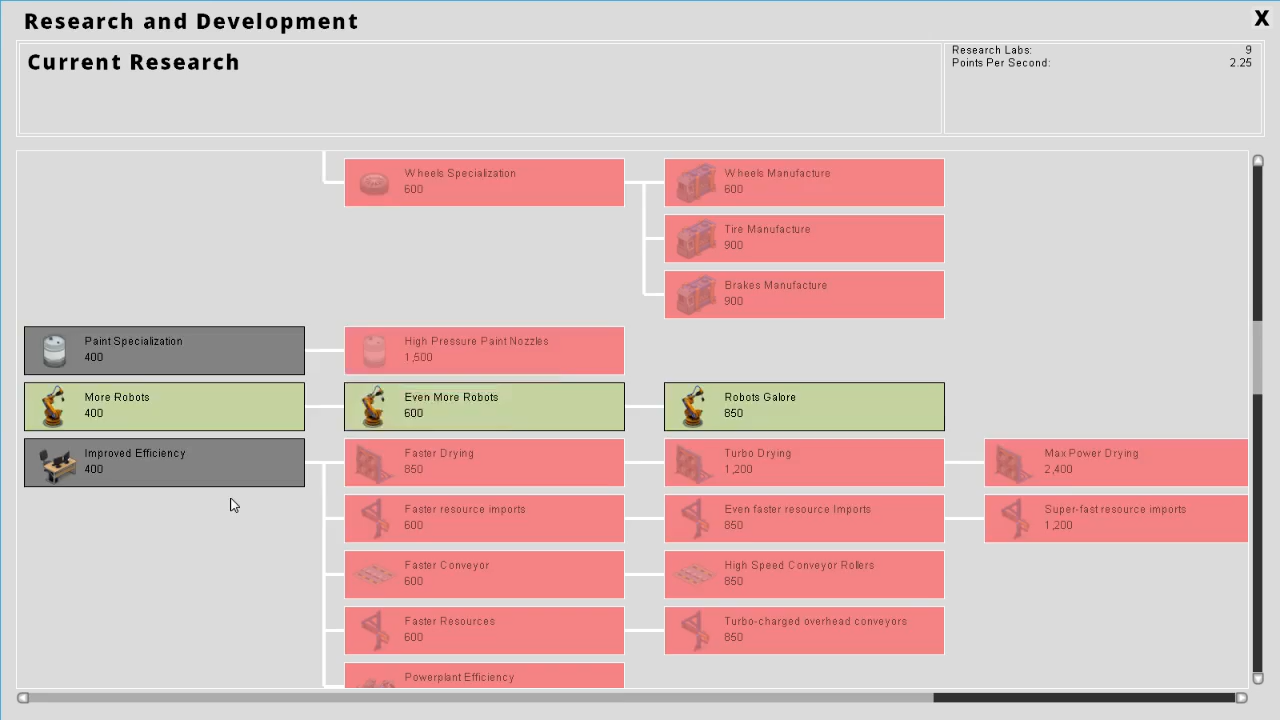 Research and Development
X
Current Research
Research Labs: 9
Points Per Second: 2.25
Wheels Specialization
600
Wheels Manufacture
600
Tire Manufacture
900
Brakes Manufacture
900
Paint Specialization
400
High Pressure Paint Nozzles
1,500
More Robots
400
Even More Robots
600
Robots Galore
850
Improved Efficiency
400
Faster Drying
850
Turbo Drying
1,200
Max Power Drying
2,400
Faster resource imports
600
Even faster resource Imports
850
Super-fast resource imports
1,200
Faster Conveyor
600
High Speed Conveyor Rollers
850
Faster Resources
600
Turbo-charged overhead conveyors
850
Powerplant Efficiency